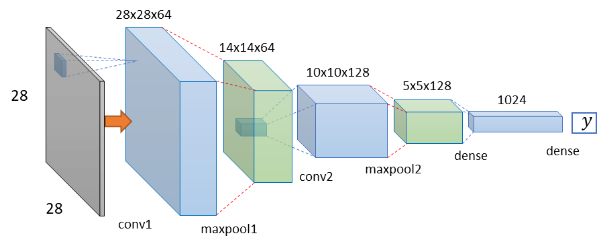 28x28x64
14x14x64
10x10x128
5x5x128
1024
28
y
28
conv1
maxpool1
conv2
maxpool2
dense
dense